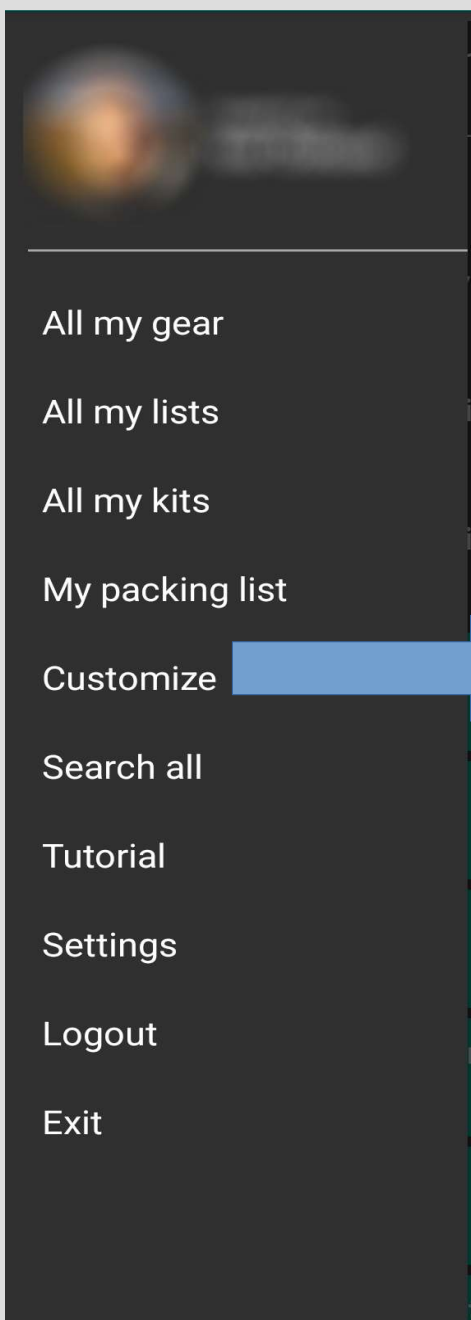 All my gear
All my lists
All my kits
My packing list
Customize
Search all
Tutorial
Settings
Logout
Exit